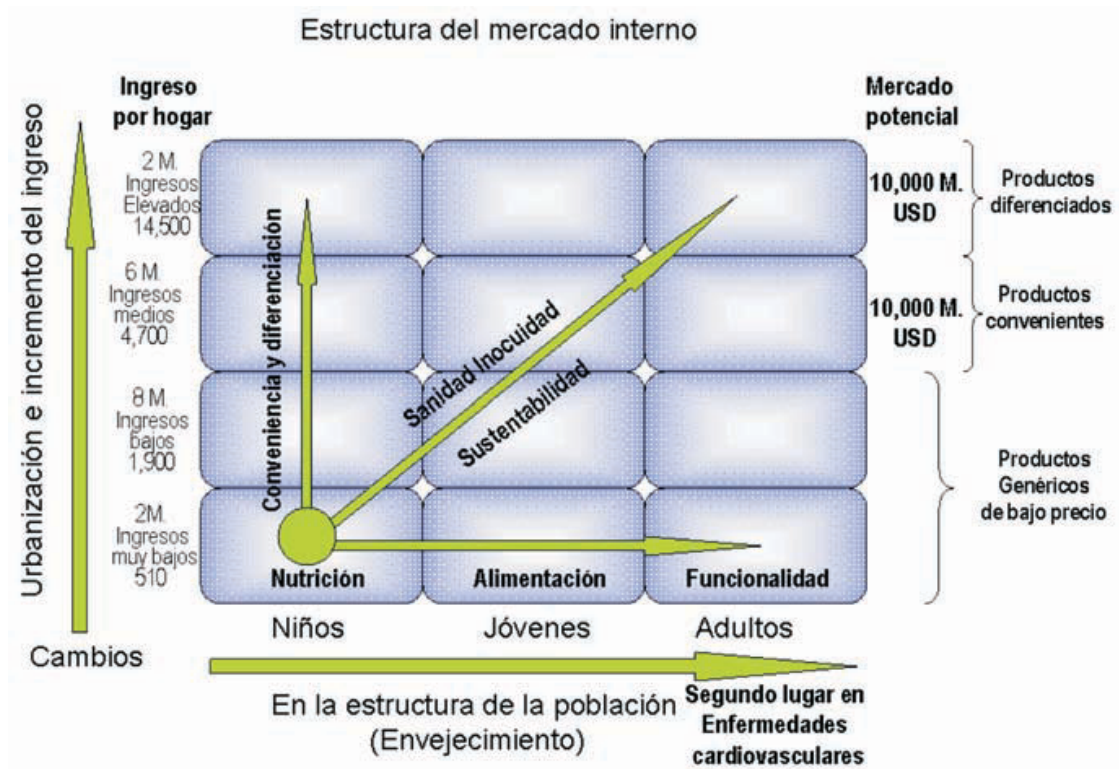 Estructura del mercado interno
Urbanización e incremento del ingreso
Ingreso
por hogar
2 M.
Ingresos
Elevados
14,500
6 M.
Ingresos
medios
4,700
8 M.
Ingresos
bajos
1,900
2M.
Ingresos
muy bajos
510
Conveniencia y diferenciación
Sanidad Inocuidad
Sustentabilidad
Nutrición
Alimentación
Funcionalidad
Mercado
potencial
10,000 M.
USD
10,000 M.
USD
Productos
diferenciados
Productos
convenientes
Productos
Genéricos
de bajo precio
Niños
Jóvenes
Adultos
Cambios
En la estructura de la población
(Envejecimiento)
Segundo lugar en
Enfermedades
cardiovasculares